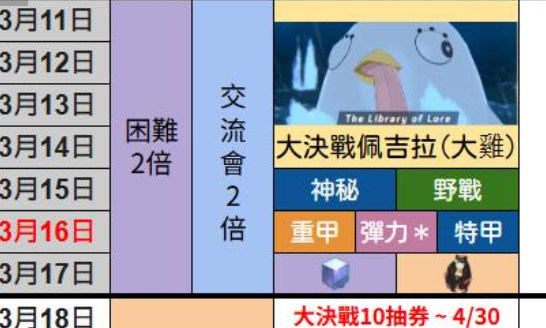 3月11日
3月12日
3月13日
3月14日
3月15日
3月16日
3月17日
3月18日
困難
2倍
交
流
會
2
倍
The Library of Lore
大決戰佩吉拉(大雞)
神秘
野戰
重甲
彈力＊
特甲
大決戰10抽券 ~ 4/30